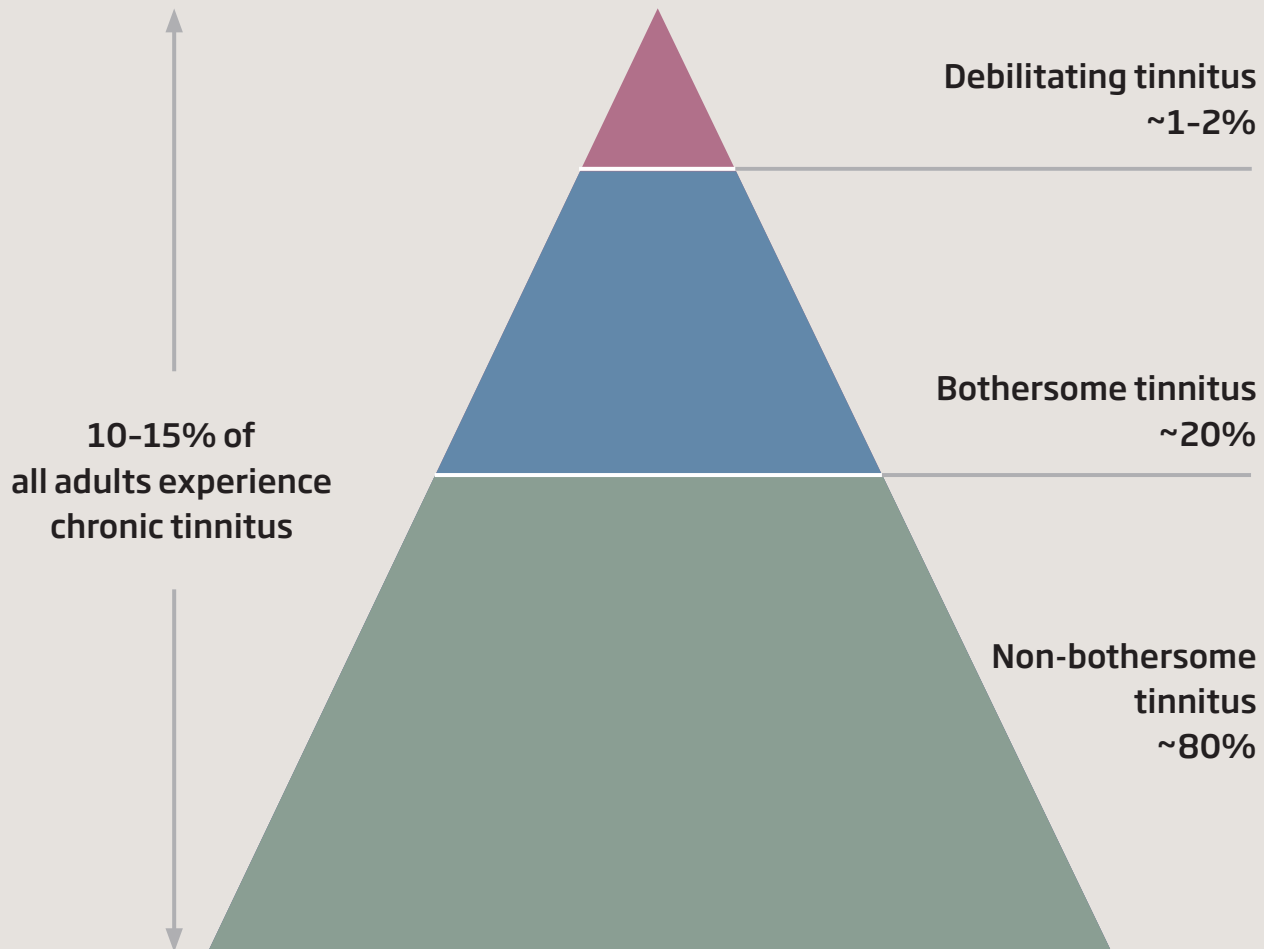 Debilitating tinnitus
~1–2%
Bothersome tinnitus
~20%
10–15% of
all adults experience
chronic tinnitus
Non-bothersome
tinnitus
~80%